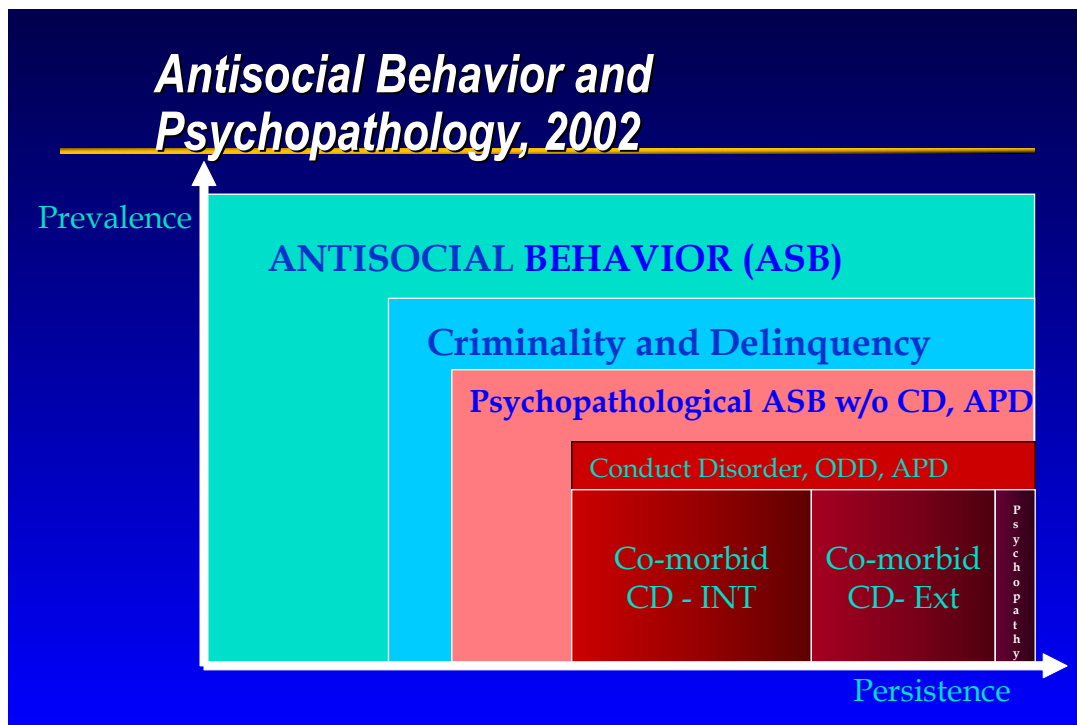 Antisocial Behavior and
Psychopathology, 2002
Prevalence
ANTISOCIAL BEHAVIOR (ASB)
Criminality and Delinquency
Psychopathological ASB w/o CD, APD
Conduct Disorder, ODD, APD
Co-morbid
CD - INT
Co-morbid
CD- Ext
Psychopathy
Persistence